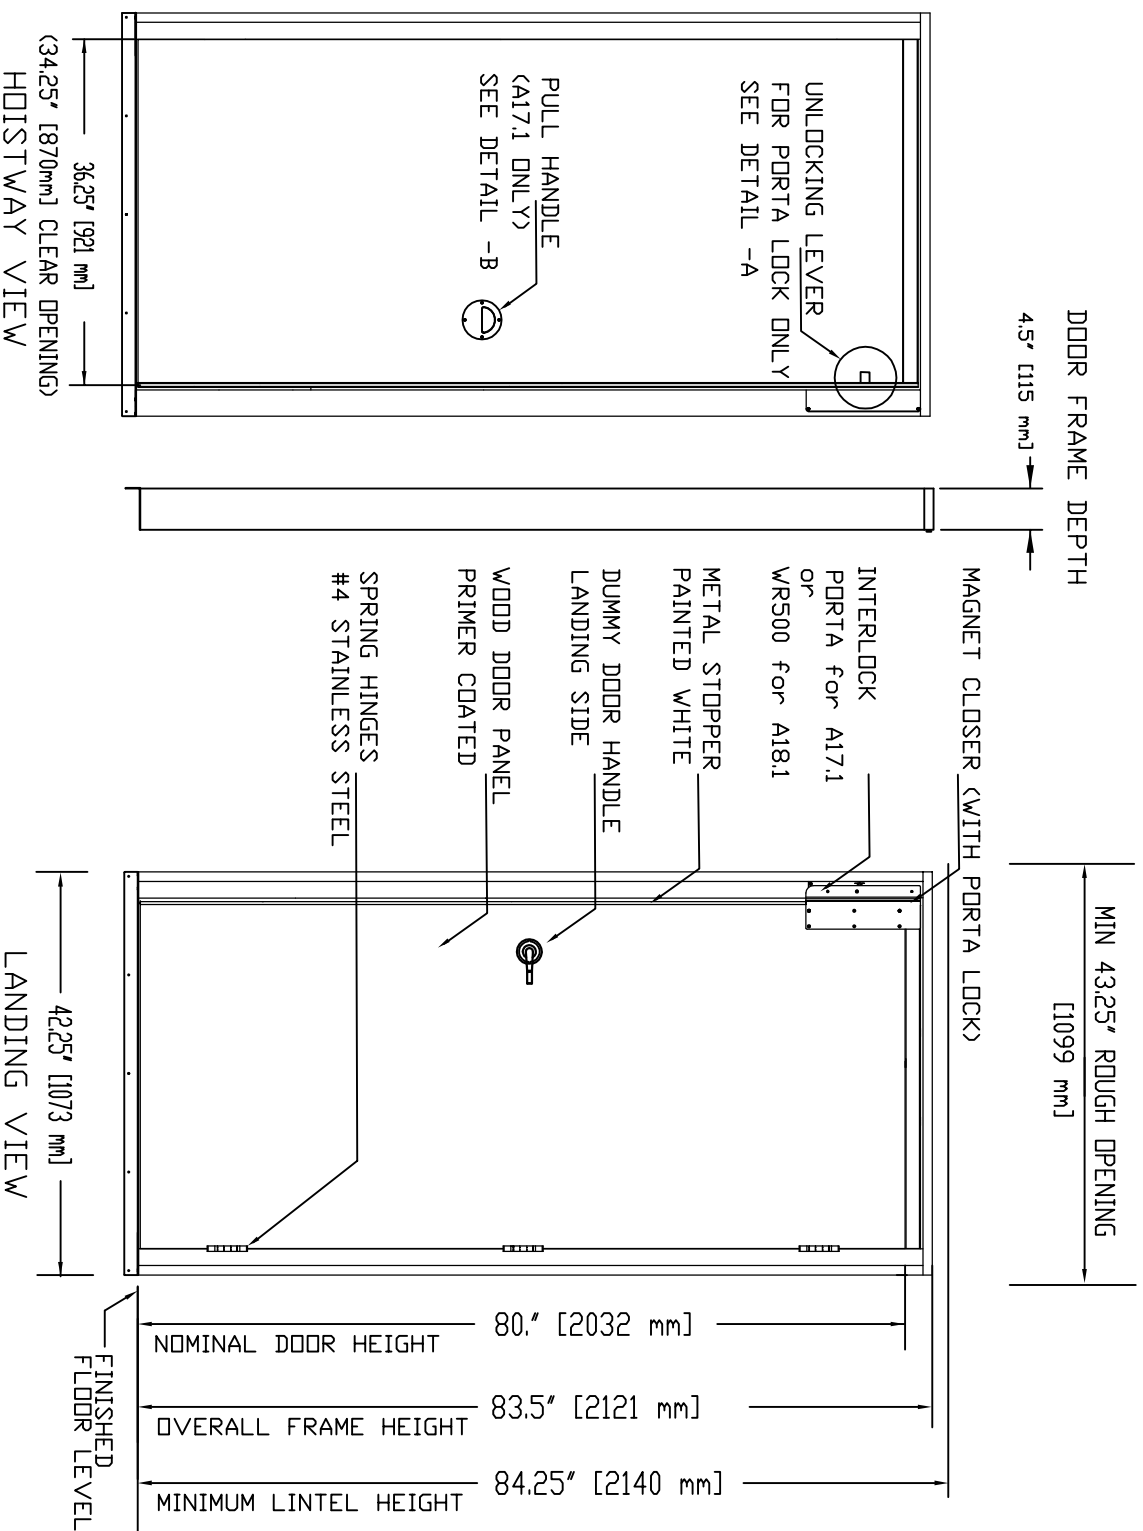 UNLOCKING LEVER
FOR PORTA LOCK ONLY
SEE DETAIL -A
PULL HANDLE
(A17.1 ONLY)
SEE DETAIL -B
36.25" [921 mm]
(34.25" [870mm] CLEAR OPENING)
HOISTWAY VIEW
DOOR FRAME DEPTH
4.5" [115 mm]
MAGNET CLOSER (WITH PORTA LOCK)
INTERLOCK
PORTA for A17.1
or
WR500 for A18.1
METAL STOPPER
PAINTED WHITE
DUMMY DOOR HANDLE
LANDING SIDE
WOOD DOOR PANEL
PRIMER COATED
SPRING HINGES
#4 STAINLESS STEEL
MIN 43.25" ROUGH OPENING
[1099 mm]
42.25" [1073 mm]
LANDING VIEW
80." [2032 mm]
NOMINAL DOOR HEIGHT
83.5" [2121 mm]
OVERALL FRAME HEIGHT
84.25" [2140 mm]
MINIMUM LINTEL HEIGHT
FINISHED
FLOOR LEVEL